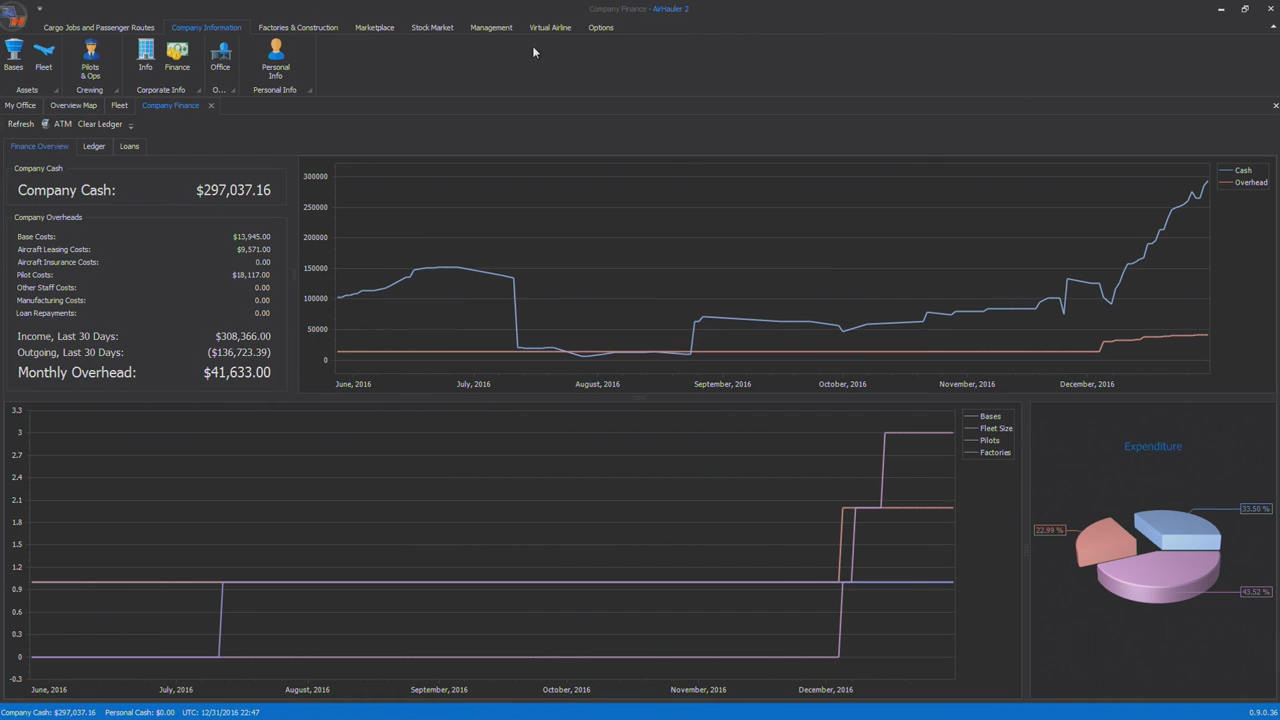 Company Finance - AirHauler 2
Cargo Jobs and Passenger Routes Company Information Factories & Construction Marketplace Stock Market Management Virtual Airline Options
Bases Fleet Pilots & Ops Info Finance Office Personal Info
Assets Crewing Corporate Info O... Personal Info
My Office Overview Map Fleet Company Finance
Refresh ATM Clear Ledger
Finance Overview Ledger Loans
Company Cash
Company Cash: $297,037.16
Company Overheads
Base Costs: $13,945.00
Aircraft Leasing Costs: $9,571.00
Aircraft Insurance Costs: 0.00
Pilot Costs: $18,117.00
Other Staff Costs: 0.00
Manufacturing Costs: 0.00
Loan Repayments: 0.00
Income, Last 30 Days: $308,366.00
Outgoing, Last 30 Days: ($136,723.39)
Monthly Overhead: $41,633.00
300000
250000
200000
150000
100000
50000
0
June, 2016 July, 2016 August, 2016 September, 2016 October, 2016 November, 2016 December, 2016
Cash
Overhead
3.3
3
2.7
2.4
2.1
1.8
1.5
1.2
0.9
0.6
0.3
0
-0.3
June, 2016 July, 2016 August, 2016 September, 2016 October, 2016 November, 2016 December, 2016
Bases
Fleet Size
Pilots
Factories
Expenditure
33.50 %
22.99 %
43.52 %
Company Cash: $297,037.16 Personal Cash: $0.00 UTC: 12/31/2016 22:47 0.9.0.36